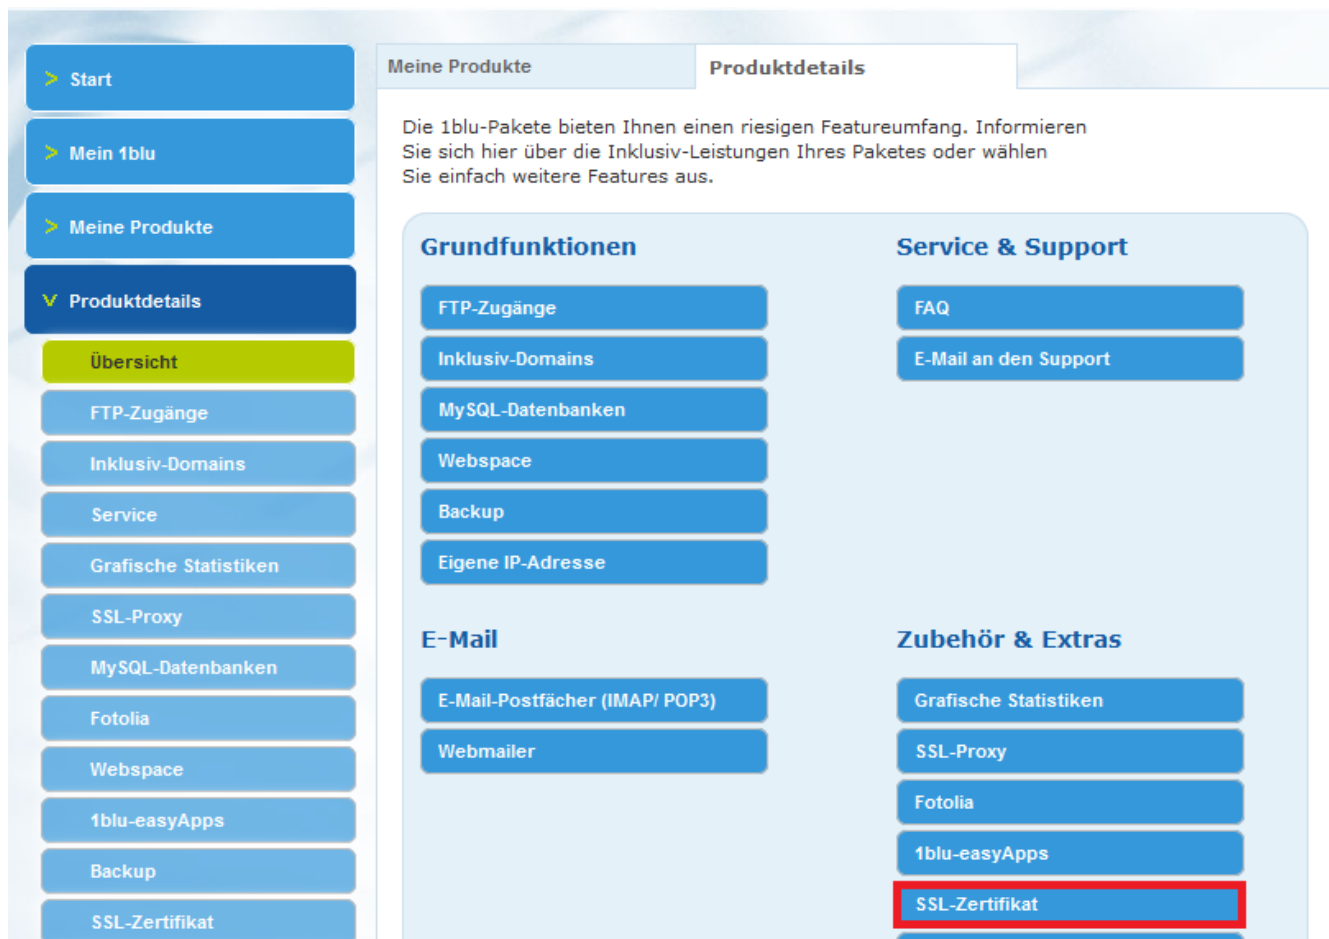 > Start
> Mein 1blu
> Meine Produkte
v Produktdetails
Übersicht
FTP-Zugänge
Inklusiv-Domains
Service
Grafische Statistiken
SSL-Proxy
MySQL-Datenbanken
Fotolia
Webspace
1blu-easyApps
Backup
SSL-Zertifikat
Meine Produkte
Produktdetails
Die 1blu-Pakete bieten Ihnen einen riesigen Featureumfang. Informieren
Sie sich hier über die Inklusiv-Leistungen Ihres Paketes oder wählen
Sie einfach weitere Features aus.
Grundfunktionen
FTP-Zugänge
Inklusiv-Domains
MySQL-Datenbanken
Webspace
Backup
Eigene IP-Adresse
Service & Support
FAQ
E-Mail an den Support
E-Mail
E-Mail-Postfächer (IMAP/ POP3)
Webmailer
Zubehör & Extras
Grafische Statistiken
SSL-Proxy
Fotolia
1blu-easyApps
SSL-Zertifikat